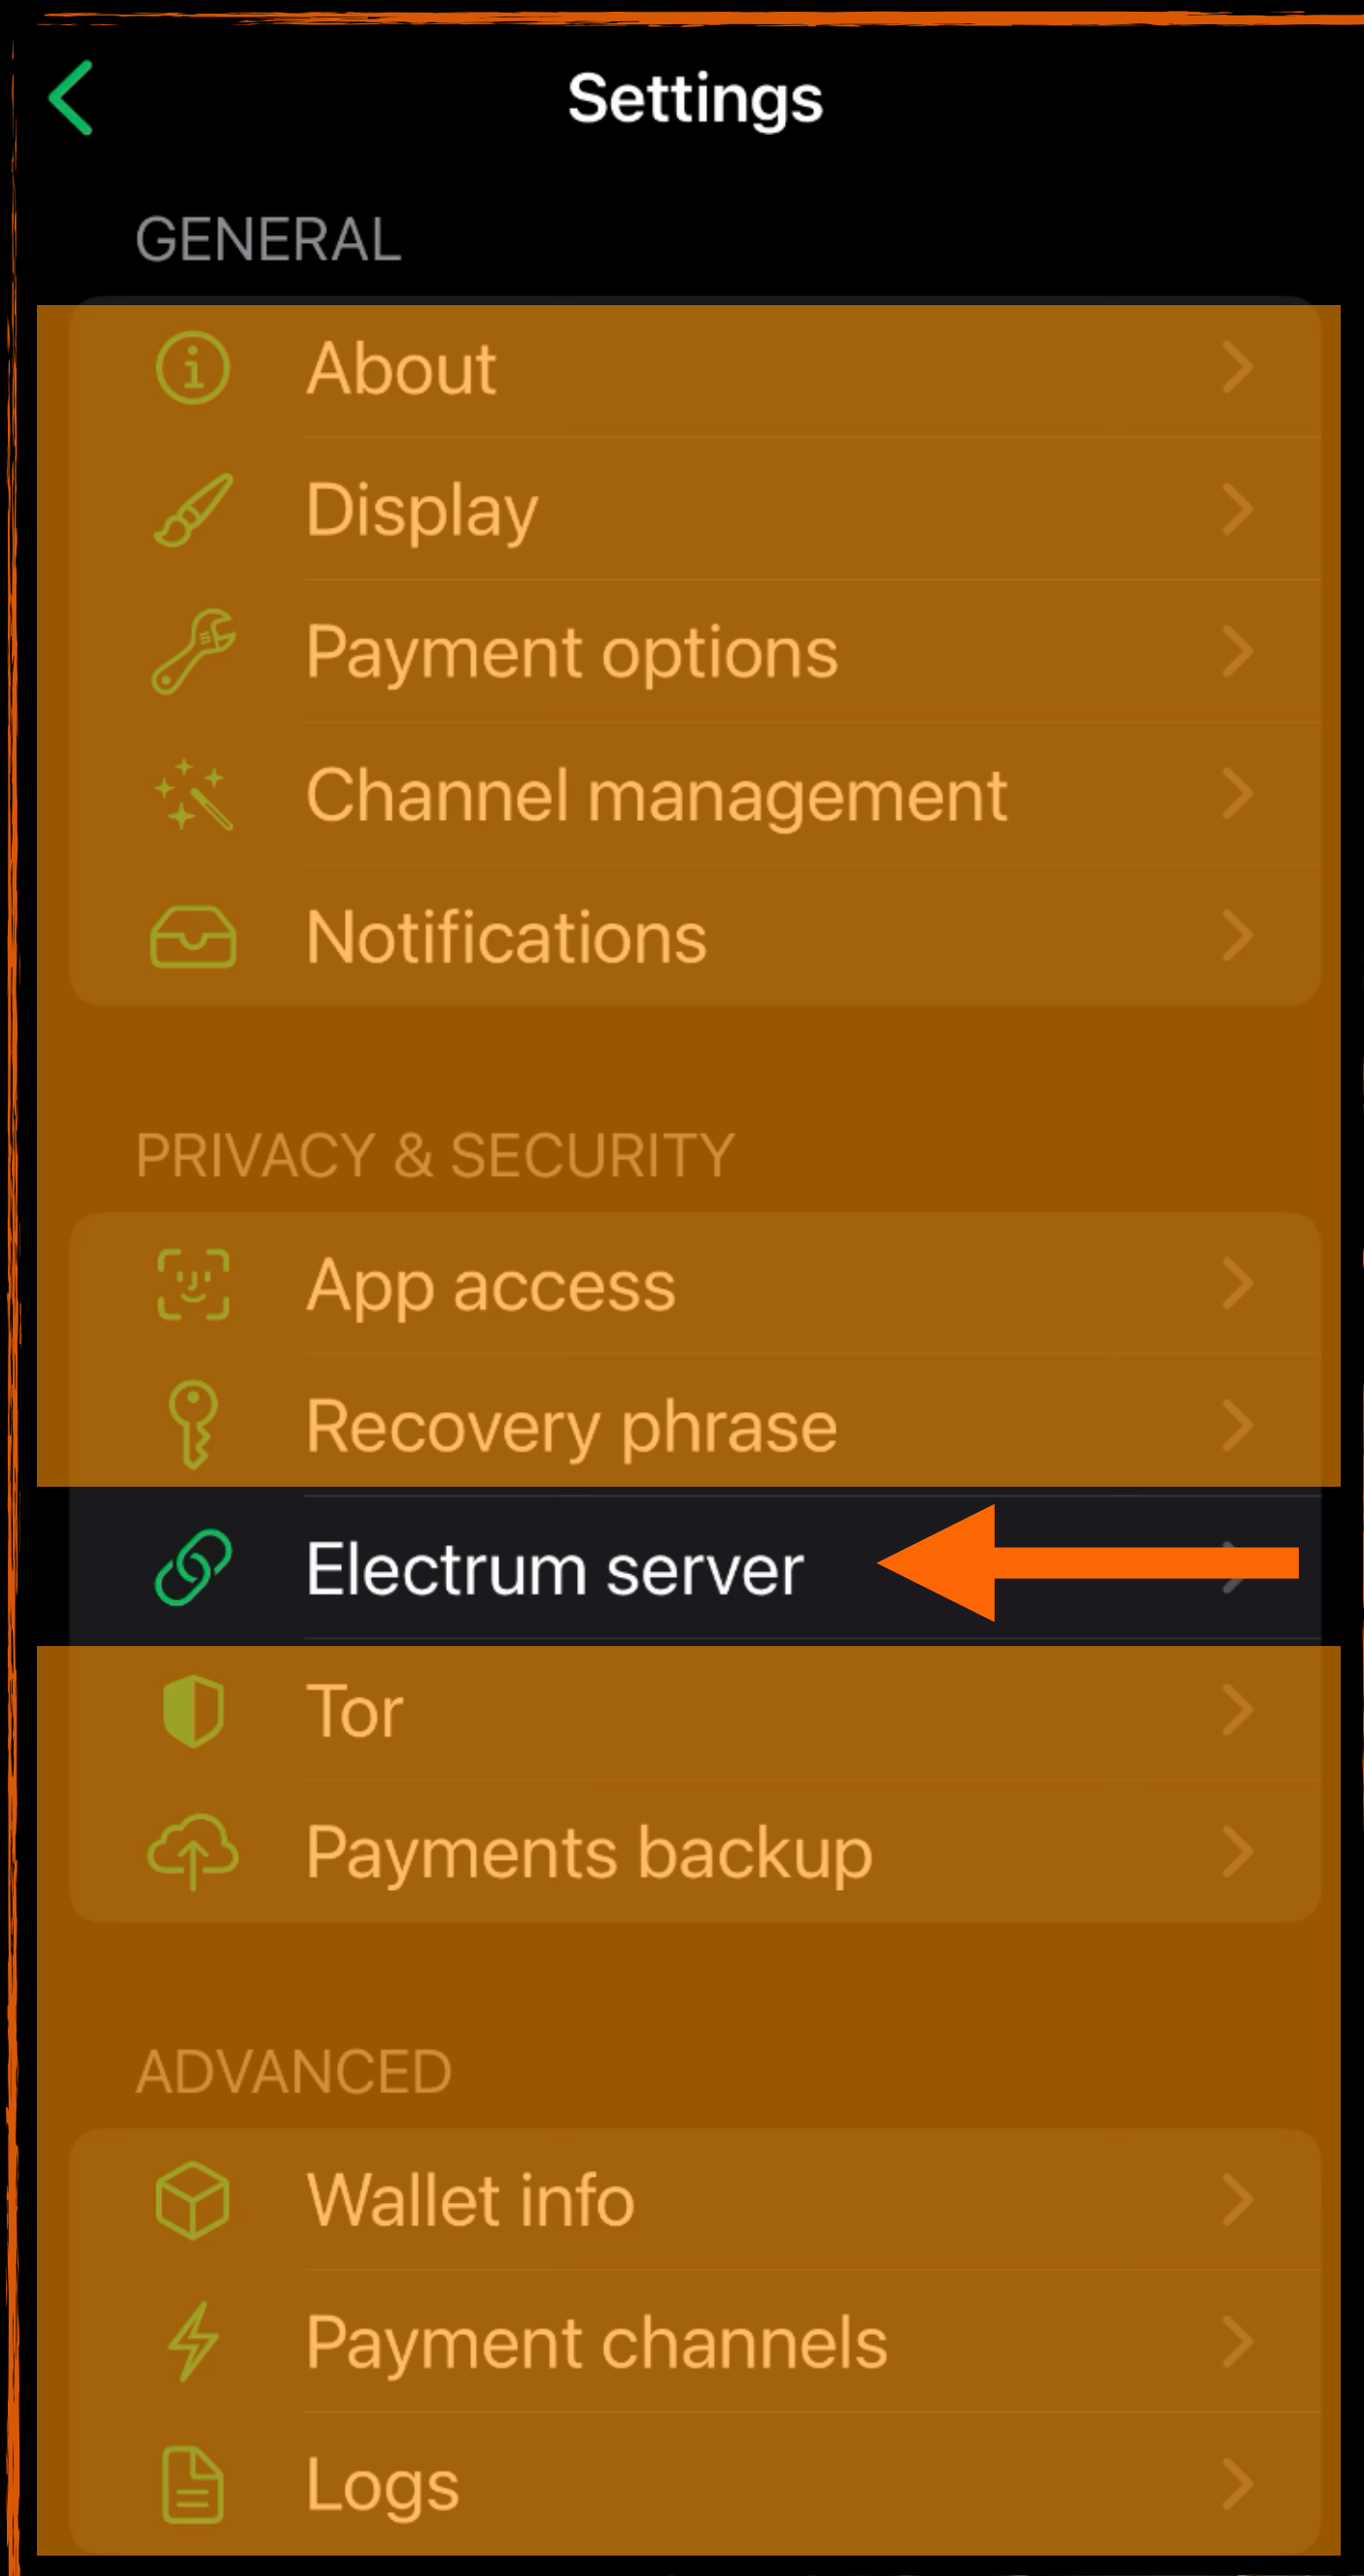 Settings
GENERAL
About
Display
Payment options
Channel management
Notifications
PRIVACY & SECURITY
App access
Recovery phrase
Electrum server
Tor
Payments backup
ADVANCED
Wallet info
Payment channels
Logs